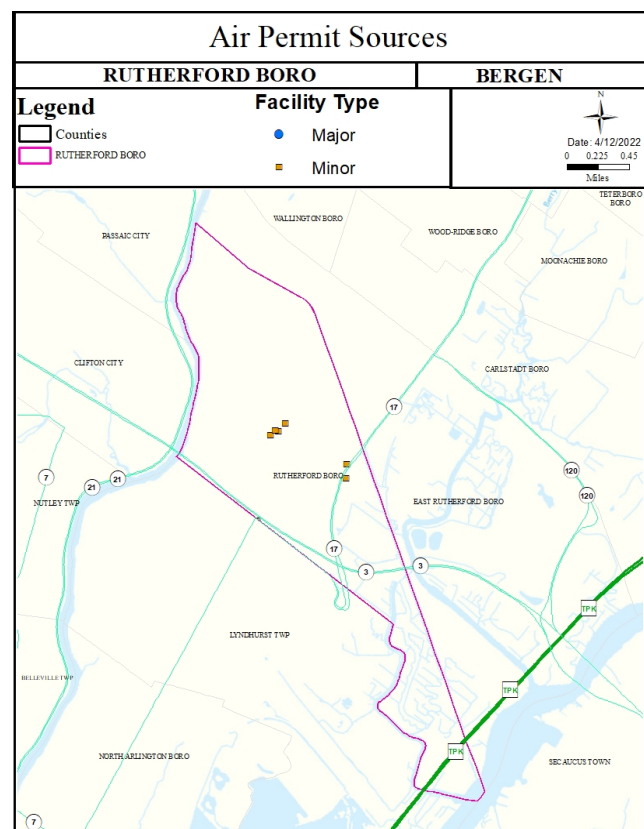 Air Permit Sources
RUTHERFORD BORO
BERGEN
Legend
Counties
RUTHERFORD BORO
Facility Type
Major
Minor
N
Date: 4/12/2022
0 0.225 0.45
Miles
TETERBORO
BORO
WALLINGTON BORO
PASSAIC CITY
WOOD-RIDGE BORO
MOONACHIE BORO
CLIFTON CITY
CARLSTADT BORO
17
7
21
21
NUTLEY TWP
RUTHERFORD BORO
120
120
EAST RUTHERFORD BORO
17
3
3
TPK
LYNDHURST TWP
BELLEVILLE TWP
TPK
TPK
NORTH ARLINGTON BORO
SECAUCUS TOWN
7